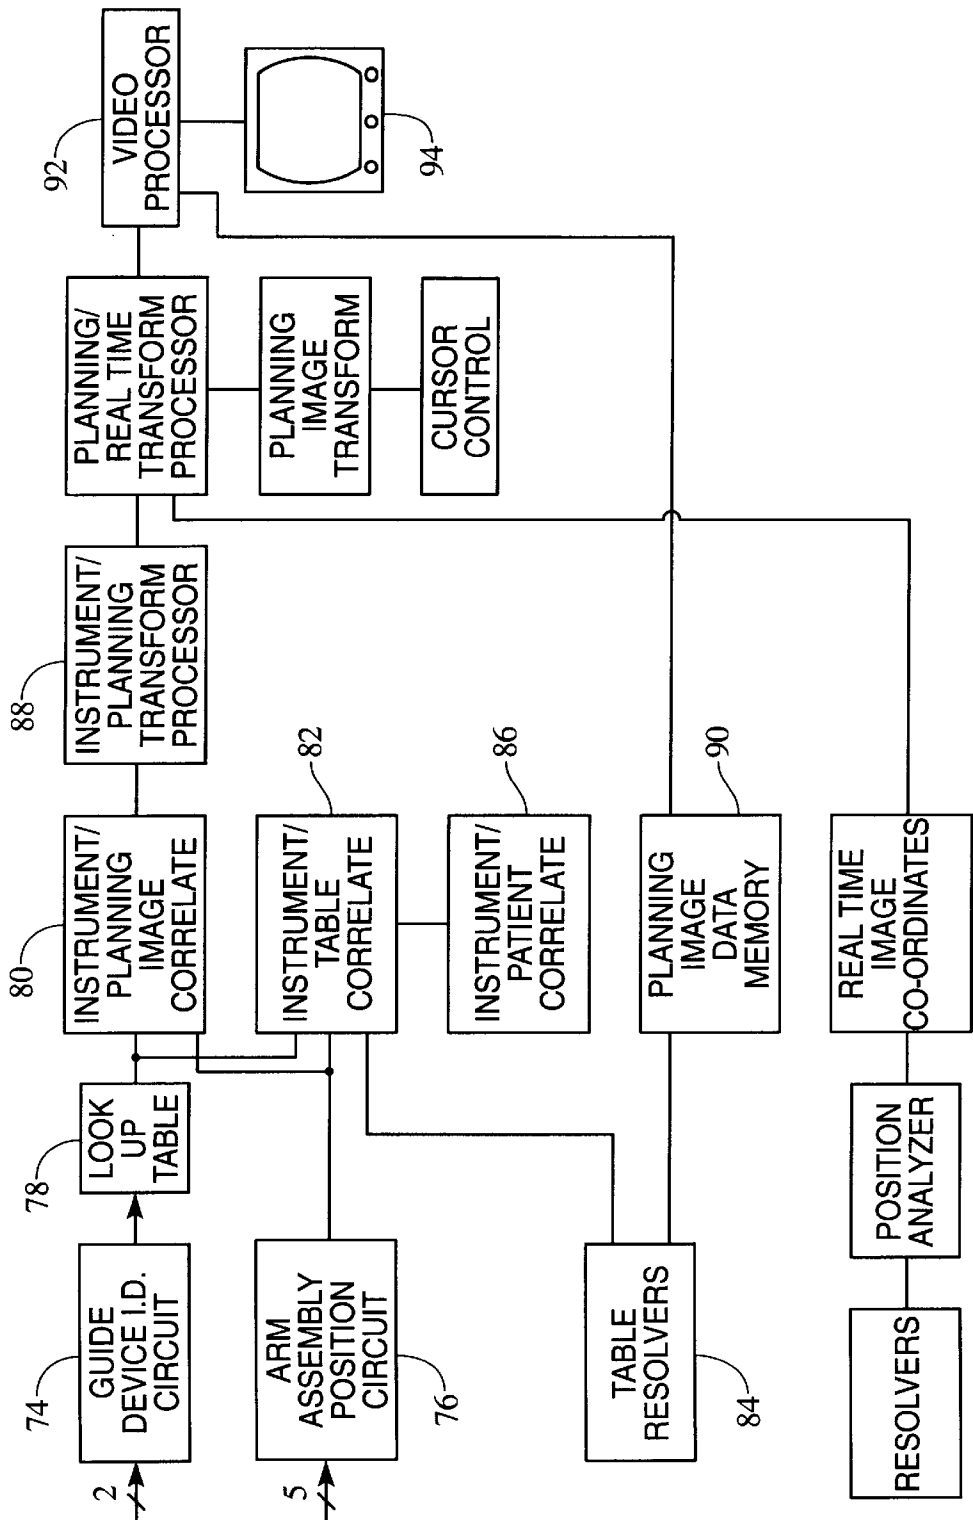 2
74
GUIDE
DEVICE I.D.
CIRCUIT
78
LOOK
UP
TABLE
80
INSTRUMENT/
PLANNING
IMAGE
CORRELATE
88
INSTRUMENT/
PLANNING
TRANSFORM
PROCESSOR
PLANNING/
REAL TIME
TRANSFORM
PROCESSOR
92
VIDEO
PROCESSOR
5
ARM
ASSEMBLY
POSITION
CIRCUIT
76
INSTRUMENT/
TABLE
CORRELATE
82
PLANNING
IMAGE
TRANSFORM
94
INSTRUMENT/
PATIENT
CORRELATE
86
CURSOR
CONTROL
TABLE
RESOLVERS
84
PLANNING
IMAGE
DATA
MEMORY
90
RESOLVERS
POSITION
ANALYZER
REAL TIME
IMAGE
CO-ORDINATES